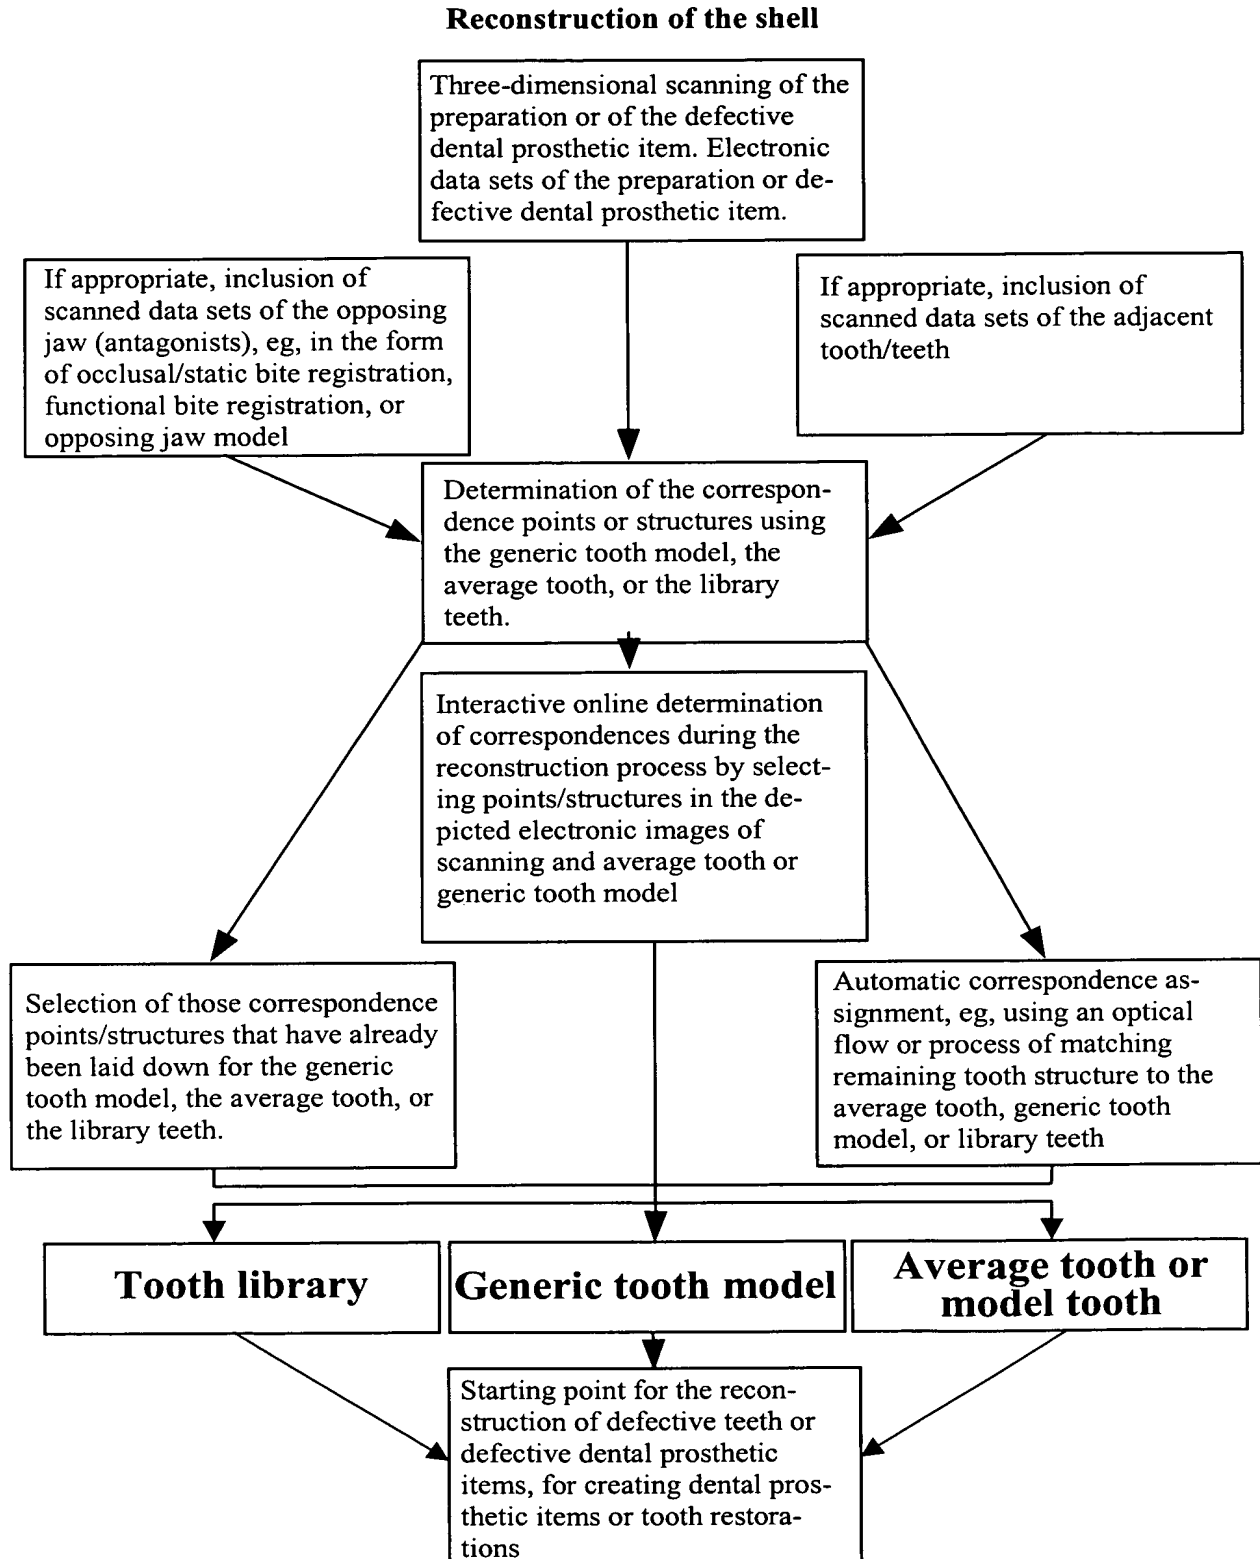 Reconstruction of the shell
Three-dimensional scanning of the
preparation or of the defective
dental prosthetic item. Electronic
data sets of the preparation or de-
fective dental prosthetic item.
If appropriate, inclusion of
scanned data sets of the opposing
jaw (antagonists), eg, in the form
of occlusal/static bite registration,
functional bite registration, or
opposing jaw model
If appropriate, inclusion of
scanned data sets of the adjacent
tooth/teeth
Determination of the correspon-
dence points or structures using
the generic tooth model, the
average tooth, or the library
teeth.
Interactive online determination
of correspondences during the
reconstruction process by select-
ing points/structures in the de-
picted electronic images of
scanning and average tooth or
generic tooth model
Selection of those correspondence
points/structures that have already
been laid down for the generic
tooth model, the average tooth, or
the library teeth.
Automatic correspondence as-
signment, eg, using an optical
flow or process of matching
remaining tooth structure to the
average tooth, generic tooth
model, or library teeth
Tooth library
Generic tooth model
Average tooth or
model tooth
Starting point for the recon-
struction of defective teeth or
defective dental prosthetic
items, for creating dental pros-
thetic items or tooth restora-
tions